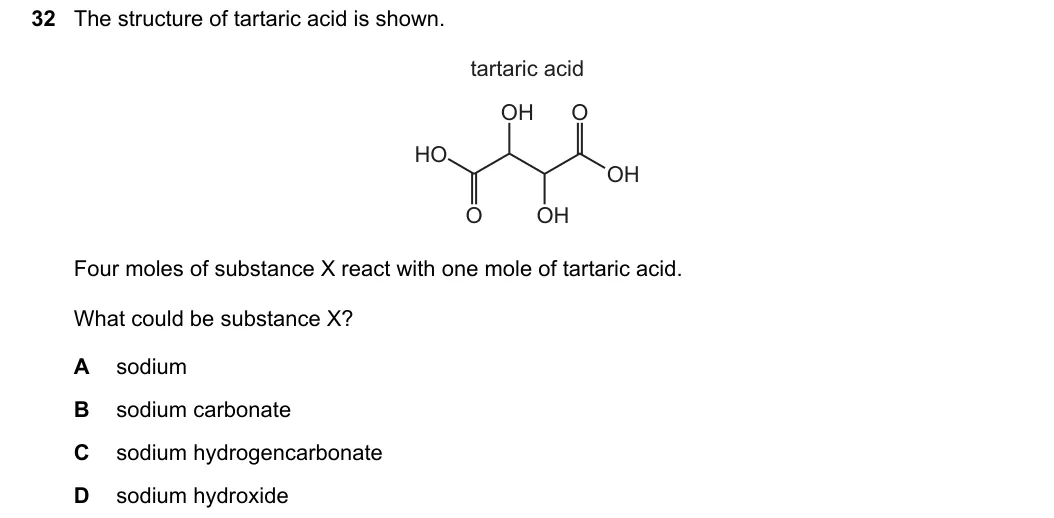 32 The structure of tartaric acid is shown.
tartaric acid
OH O
HO
OH
O OH
Four moles of substance X react with one mole of tartaric acid.
What could be substance X?
A sodium
B sodium carbonate
C sodium hydrogencarbonate
D sodium hydroxide